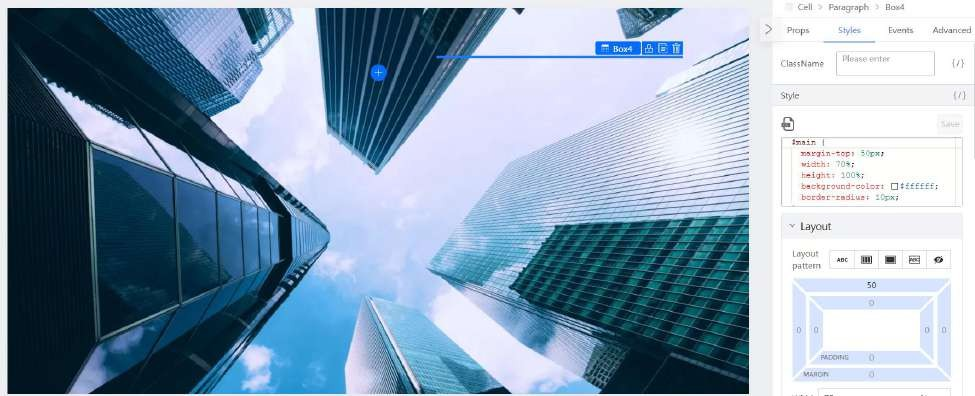 Cell > Paragraph > Box4
Props Styles Events Advanced
ClassName Please enter {/}
Style {/}
Save
#main {
margin-top: 50px;
width: 70%;
height: 100%;
background-color: #ffffff;
border-radius: 10px;
Layout
Layout
pattern
ABC
50
0
0 0 0 0
PADDING 0
MARGIN 0
Box4